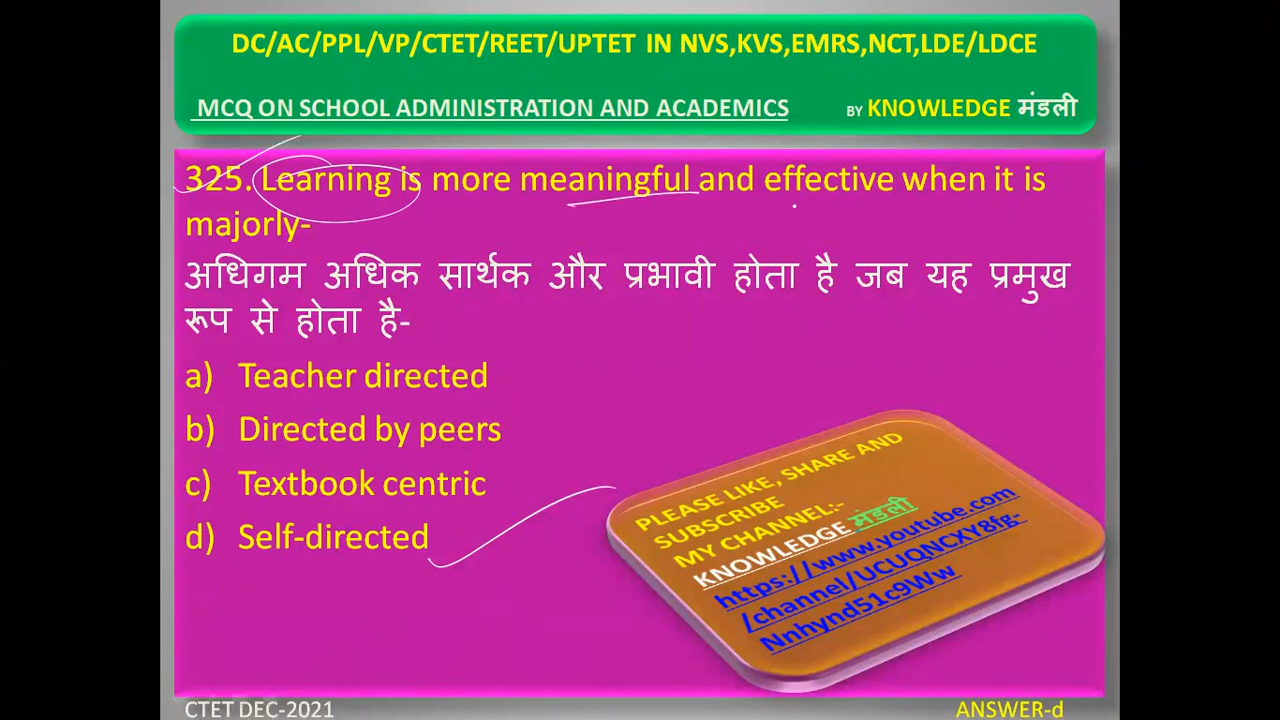 DC/AC/PPL/VP/CTET/REET/UPTET IN NVS,KVS,EMRS,NCT,LDE/LDCE
MCQ ON SCHOOL ADMINISTRATION AND ACADEMICS BY KNOWLEDGE मंडली
325. Learning is more meaningful and effective when it is
majorly-
अधिगम अधिक सार्थक और प्रभावी होता है जब यह प्रमुख
रूप से होता है-
a) Teacher directed
b) Directed by peers
c) Textbook centric
d) Self-directed
PLEASE LIKE, SHARE AND
SUBSCRIBE
MY CHANNEL:-
KNOWLEDGE मंडली
https://www.youtube.com
/channel/UCUQNCXY8fg-
Nnhynd51c9Ww
CTET DEC-2021
ANSWER-d